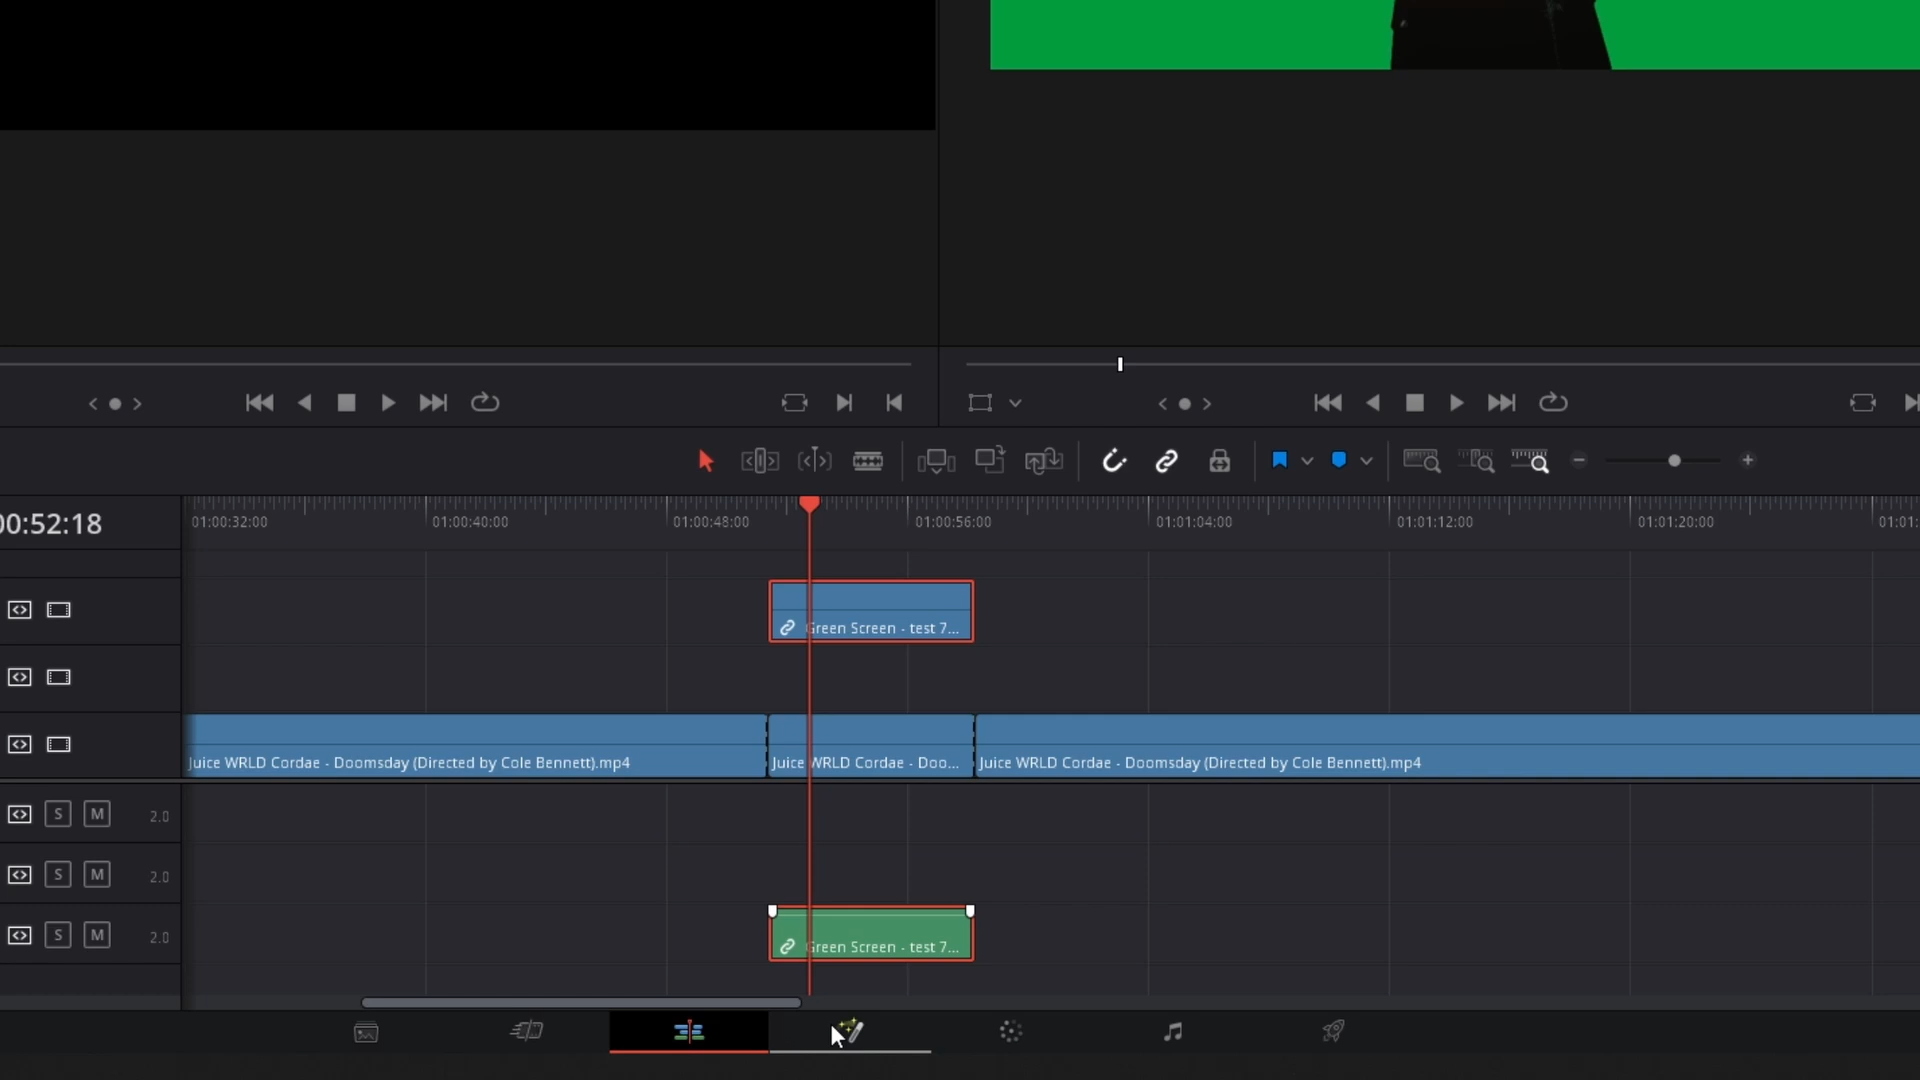 00:52:18
01:00:32:00 01:00:40:00 01:00:48:00 01:00:56:00 01:01:04:00 01:01:12:00 01:01:20:00 01:01:
Green Screen - test 7...
Juice WRLD Cordae - Doomsday (Directed by Cole Bennett).mp4 Juice WRLD Cordae - Doo... Juice WRLD Cordae - Doomsday (Directed by Cole Bennett).mp4
S M 2.0
S M 2.0
S M 2.0
Green Screen - test 7...